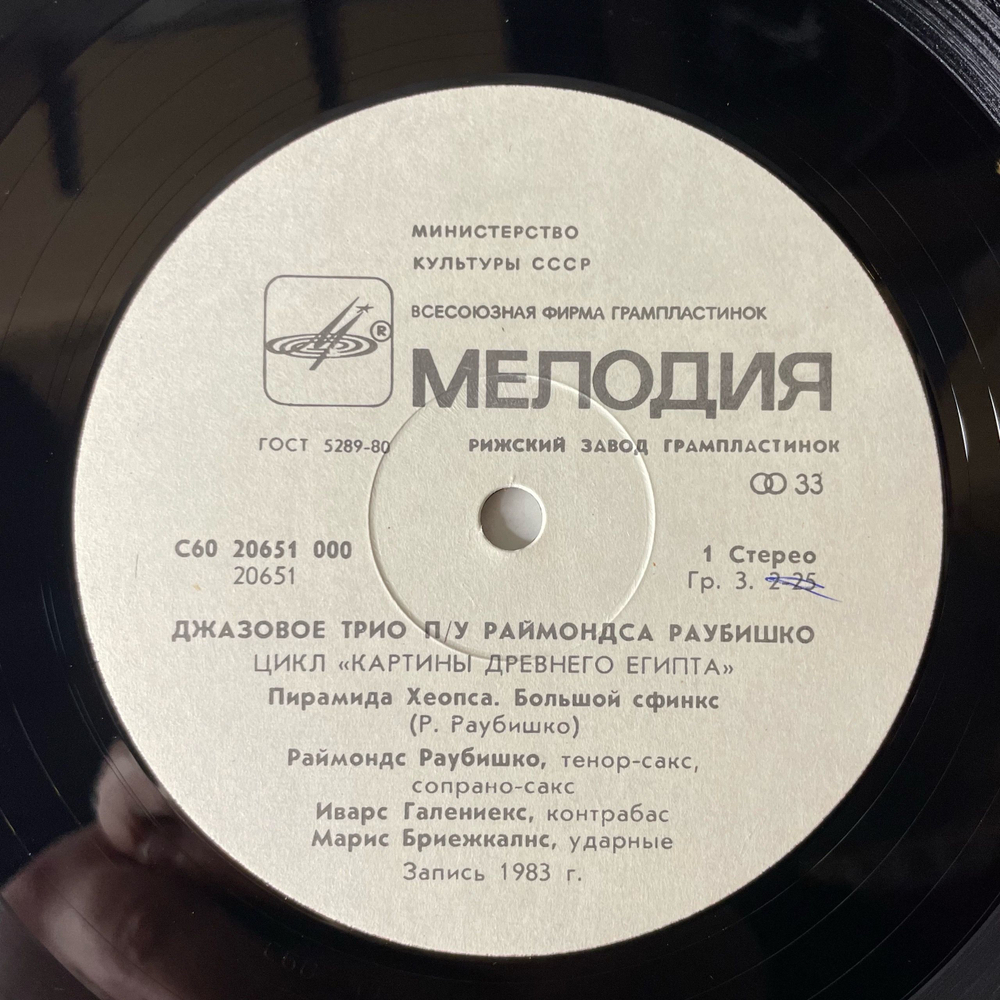 МИНИСТЕРСТВО
КУЛЬТУРЫ СССР
ВСЕСОЮЗНАЯ ФИРМА ГРАМПЛАСТИНОК
®
МЕЛОДИЯ
ГОСТ 5289-80
РИЖСКИЙ ЗАВОД ГРАМПЛАСТИНОК
33
С60 20651 000
1 Стерео
20651
Гр. 3. 2-25
ДЖАЗОВОЕ ТРИО П/У РАЙМОНДСА РАУБИШКО
ЦИКЛ «КАРТИНЫ ДРЕВНЕГО ЕГИПТА»
Пирамида Хеопса. Большой сфинкс
(Р. Раубишко)
Раймондс Раубишко, тенор-сакс,
сопрано-сакс
Иварс Галениекс, контрабас
Марис Бриежкалнс, ударные
Запись 1983 г.